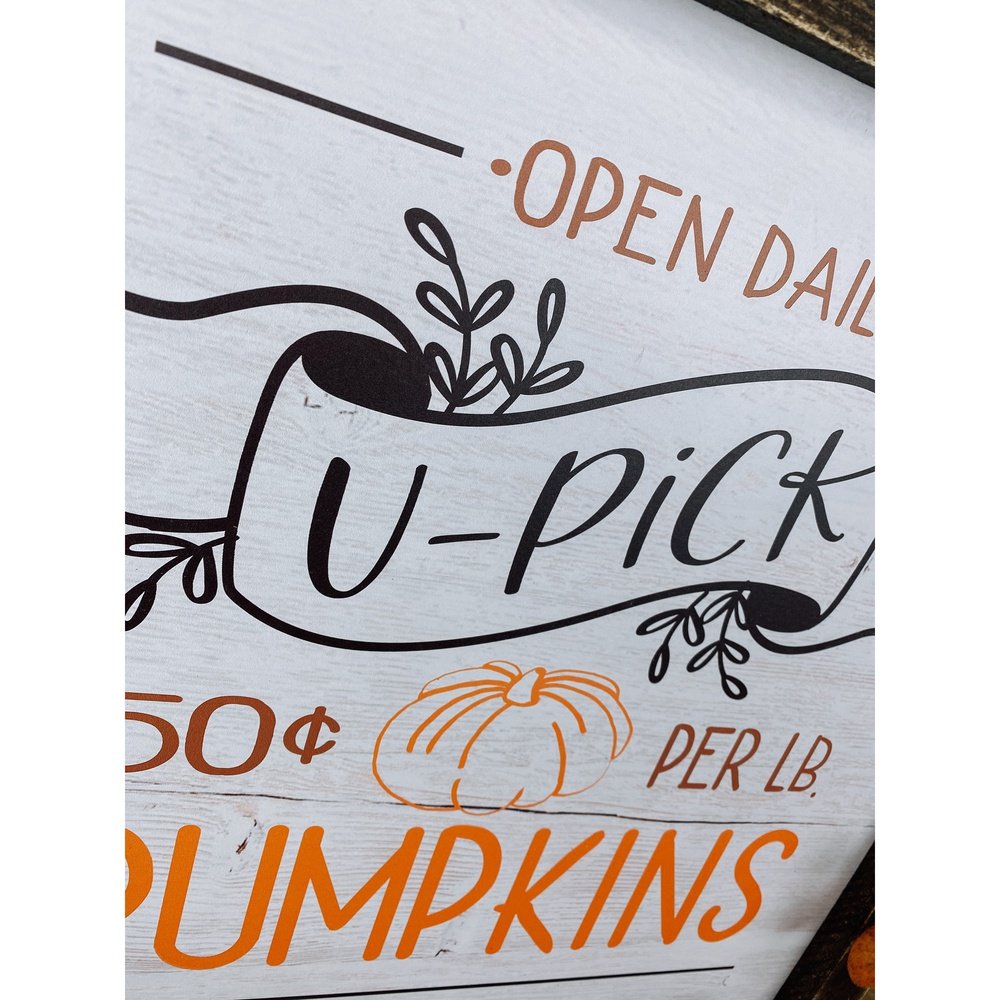 •OPEN DAIL
U-PiCK
50¢ PER LB.
PUMPKINS